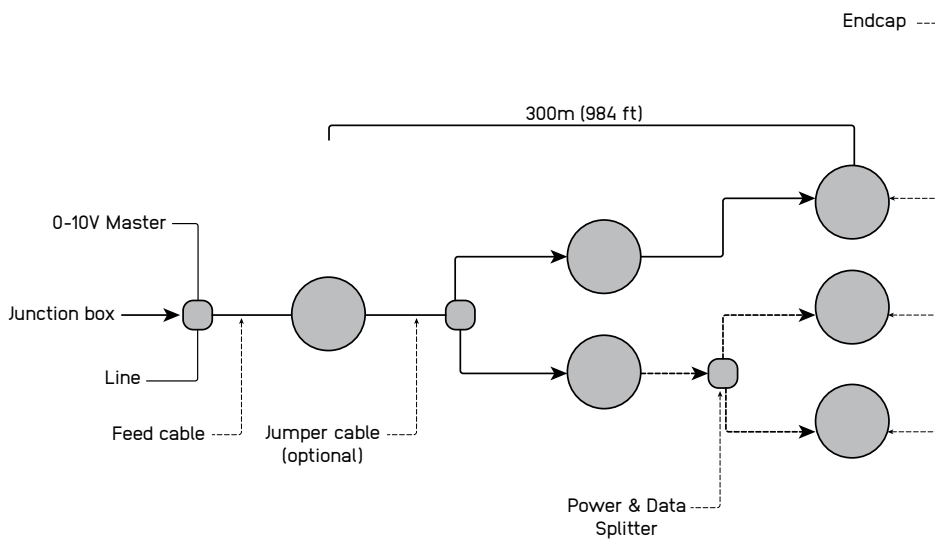 Endcap
300m (984 ft)
0-10V Master
Junction box
Line
Feed cable
Jumper cable
(optional)
Power & Data
Splitter